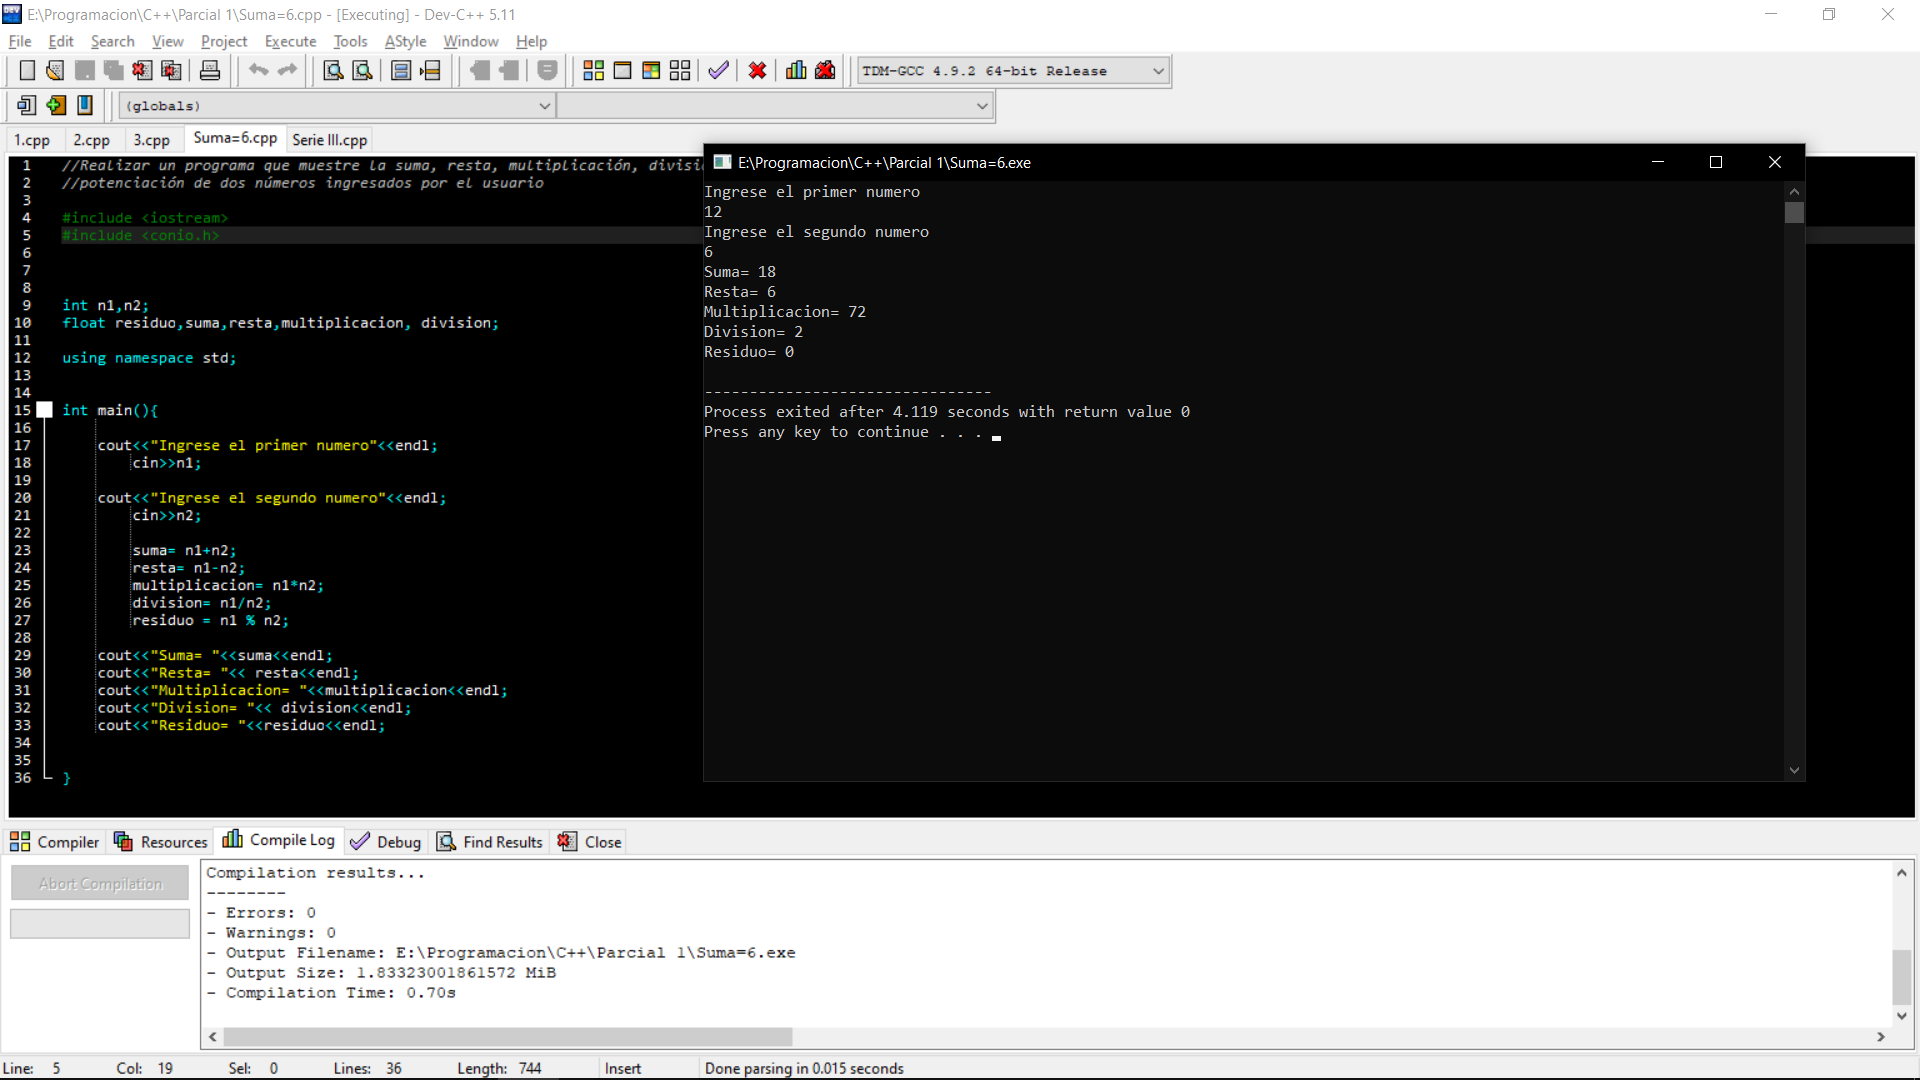 E:\Programacion\C++\Parcial 1\Suma=6.cpp - [Executing] - Dev-C++ 5.11
File Edit Search View Project Execute Tools AStyle Window Help
TDM-GCC 4.9.2 64-bit Release
(globals)
1.cpp 2.cpp 3.cpp Suma=6.cpp Serie III.cpp
1 //Realizar un programa que muestre la suma, resta, multiplicación, divisi
2 //potenciación de dos números ingresados por el usuario
3
4 #include <iostream>
5 #include <conio.h>
6
7
8
9 int n1,n2;
10 float residuo,suma,resta,multiplicacion, division;
11
12 using namespace std;
13
14
15 int main(){
16
17 cout<<"Ingrese el primer numero"<<endl;
18 cin>>n1;
19
20 cout<<"Ingrese el segundo numero"<<endl;
21 cin>>n2;
22
23 suma= n1+n2;
24 resta= n1-n2;
25 multiplicacion= n1*n2;
26 division= n1/n2;
27 residuo = n1 % n2;
28
29 cout<<"Suma= "<<suma<<endl;
30 cout<<"Resta= "<< resta<<endl;
31 cout<<"Multiplicacion= "<<multiplicacion<<endl;
32 cout<<"Division= "<< division<<endl;
33 cout<<"Residuo= "<<residuo<<endl;
34
35
36 }
E:\Programacion\C++\Parcial 1\Suma=6.exe
Ingrese el primer numero
12
Ingrese el segundo numero
6
Suma= 18
Resta= 6
Multiplicacion= 72
Division= 2
Residuo= 0
--------------------------------
Process exited after 4.119 seconds with return value 0
Press any key to continue . . .
Compiler Resources Compile Log Debug Find Results Close
Abort Compilation
Compilation results...
--------
- Errors: 0
- Warnings: 0
- Output Filename: E:\Programacion\C++\Parcial 1\Suma=6.exe
- Output Size: 1.83323001861572 MiB
- Compilation Time: 0.70s
Line: 5 Col: 19 Sel: 0 Lines: 36 Length: 744 Insert Done parsing in 0.015 seconds